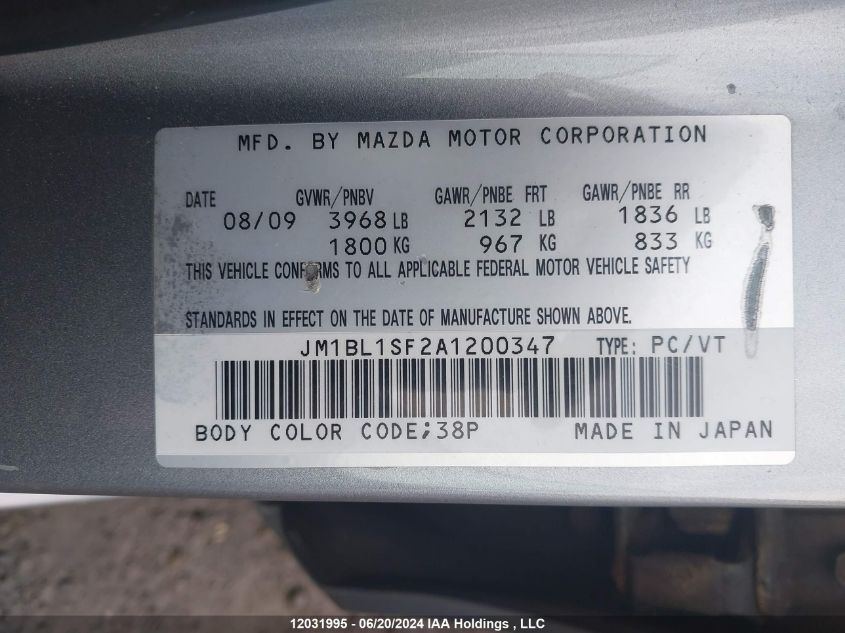 MFD. BY MAZDA MOTOR CORPORATION
DATE GVWR/PNBV GAWR/PNBE FRT GAWR/PNBE RR
08/09 3968 LB 2132 LB 1836 LB
1800 KG 967 KG 833 KG
THIS VEHICLE CONFORMS TO ALL APPLICABLE FEDERAL MOTOR VEHICLE SAFETY
STANDARDS IN EFFECT ON THE DATE OF MANUFACTURE SHOWN ABOVE.
JM1BL1SF2A1200347 TYPE: PC/VT
BODY COLOR CODE;38P MADE IN JAPAN
12031995 - 06/20/2024 IAA Holdings , LLC